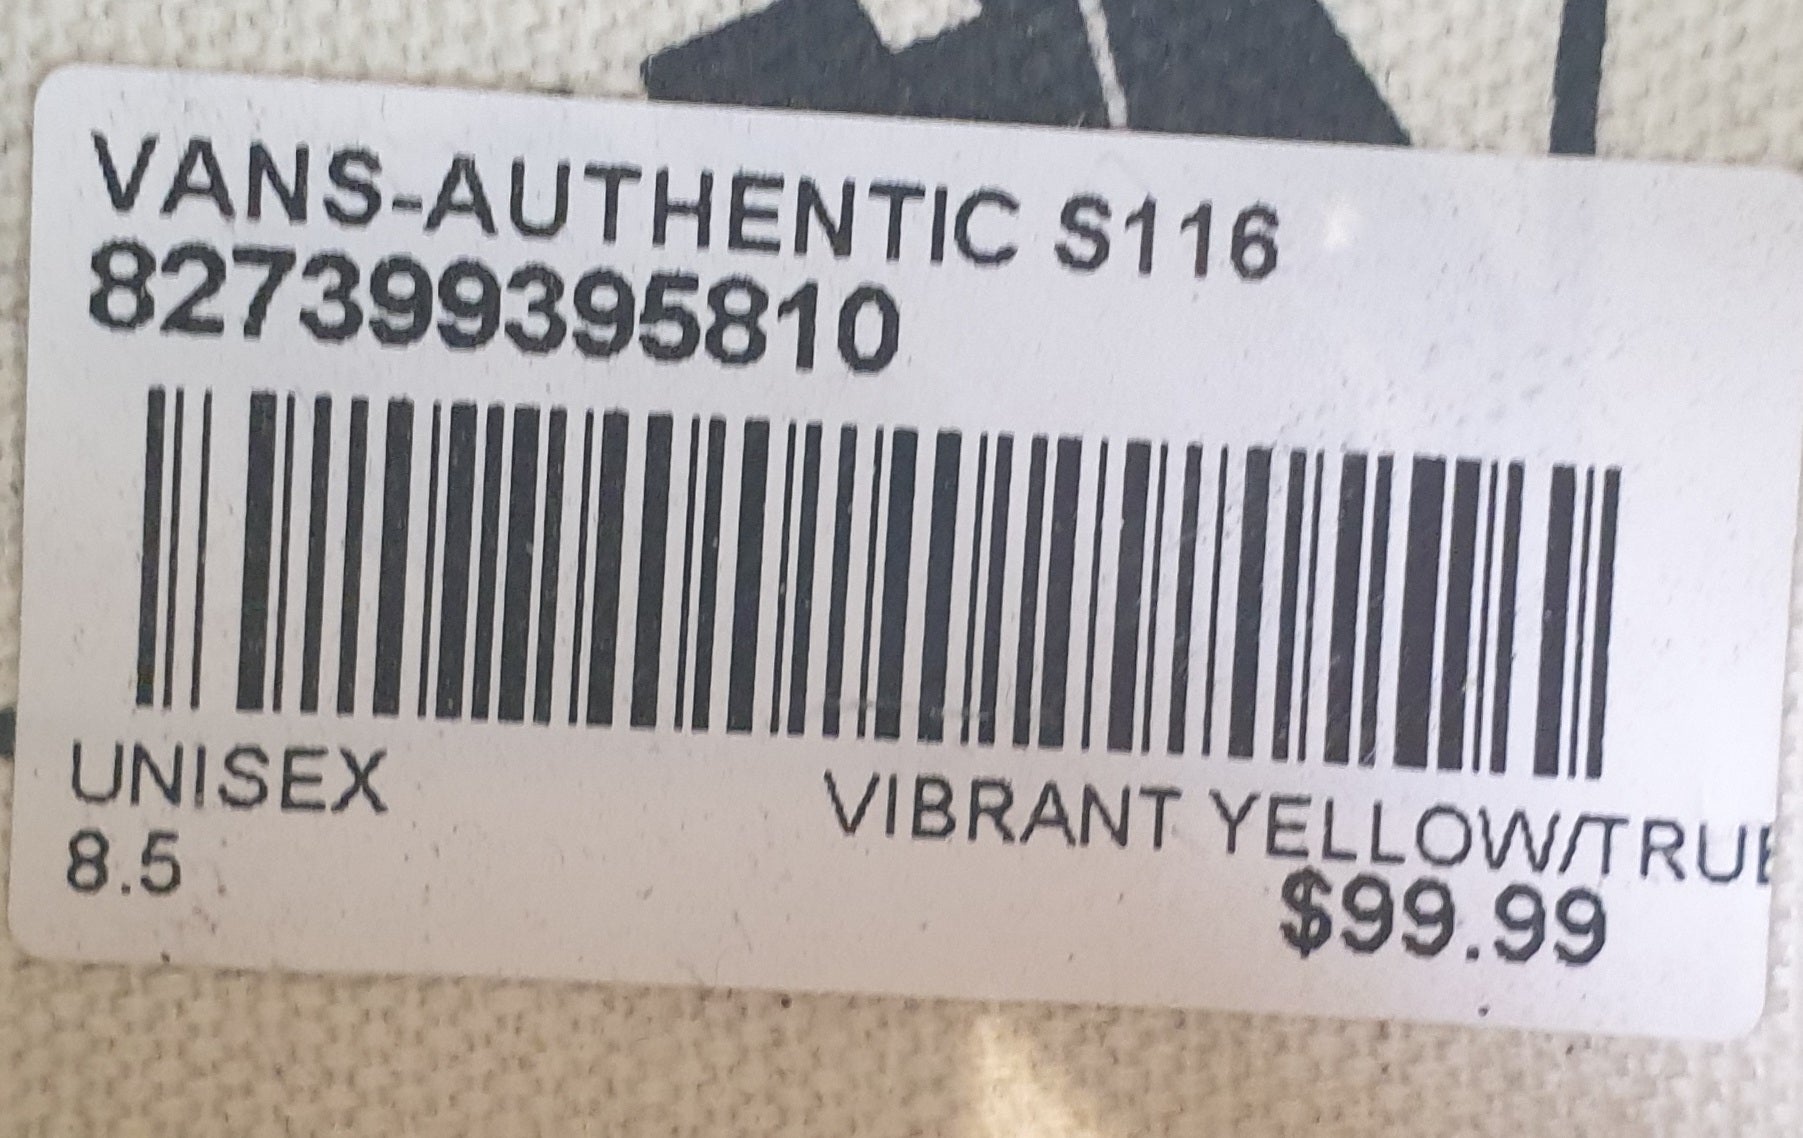 VANS-AUTHENTIC S116
827399395810
UNISEX
VIBRANT YELLOW/TRUE
8.5
$99.99